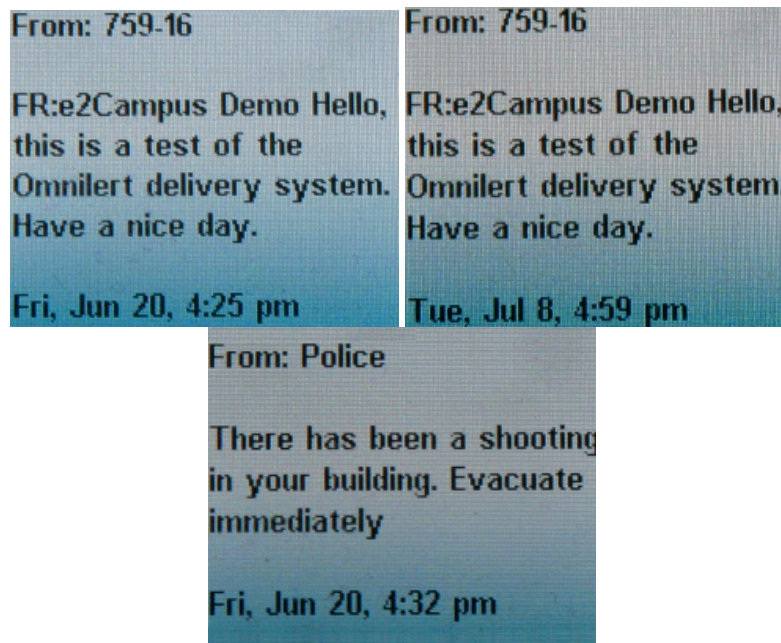 From: 759-16
FR:e2Campus Demo Hello,
this is a test of the
Omnilert delivery system.
Have a nice day.
Fri, Jun 20, 4:25 pm
From: 759-16
FR:e2Campus Demo Hello,
this is a test of the
Omnilert delivery system
Have a nice day.
Tue, Jul 8, 4:59 pm
From: Police
There has been a shooting
in your building. Evacuate
immediately
Fri, Jun 20, 4:32 pm